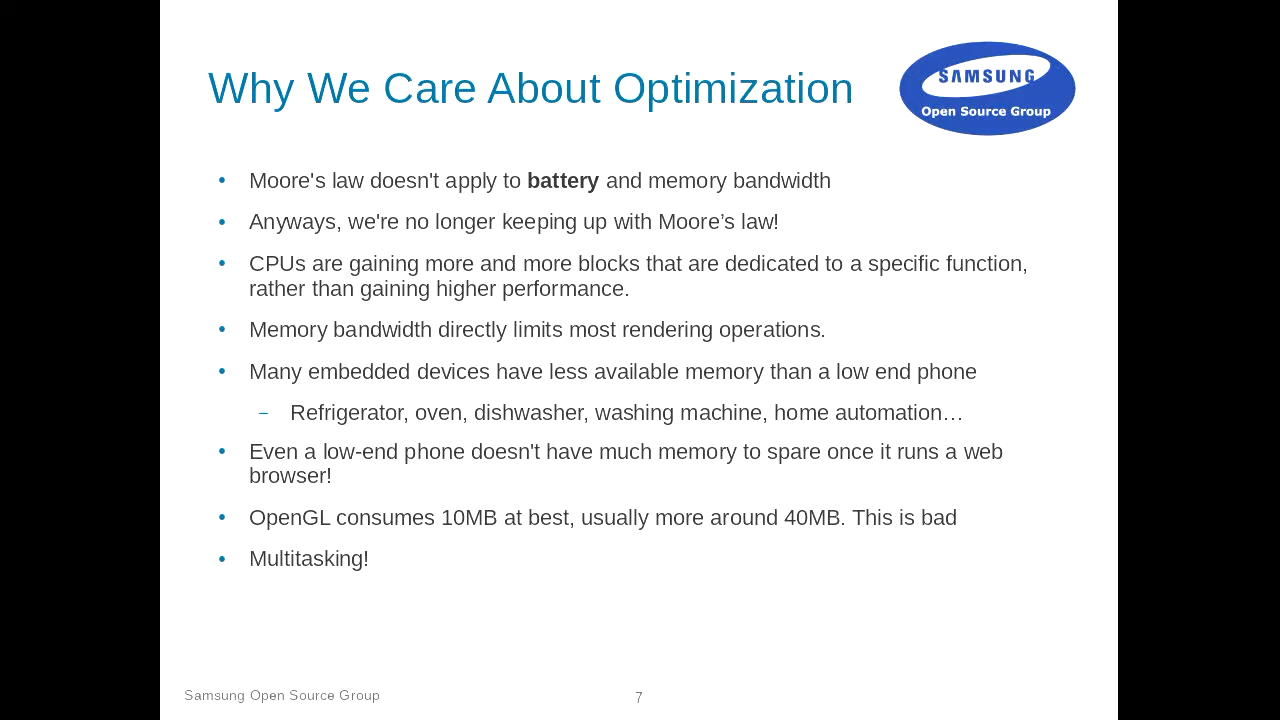 Why We Care About Optimization
SAMSUNG
Open Source Group
• Moore's law doesn't apply to battery and memory bandwidth
• Anyways, we're no longer keeping up with Moore’s law!
• CPUs are gaining more and more blocks that are dedicated to a specific function,
rather than gaining higher performance.
• Memory bandwidth directly limits most rendering operations.
• Many embedded devices have less available memory than a low end phone
– Refrigerator, oven, dishwasher, washing machine, home automation…
• Even a low-end phone doesn't have much memory to spare once it runs a web
browser!
• OpenGL consumes 10MB at best, usually more around 40MB. This is bad
• Multitasking!
Samsung Open Source Group
7